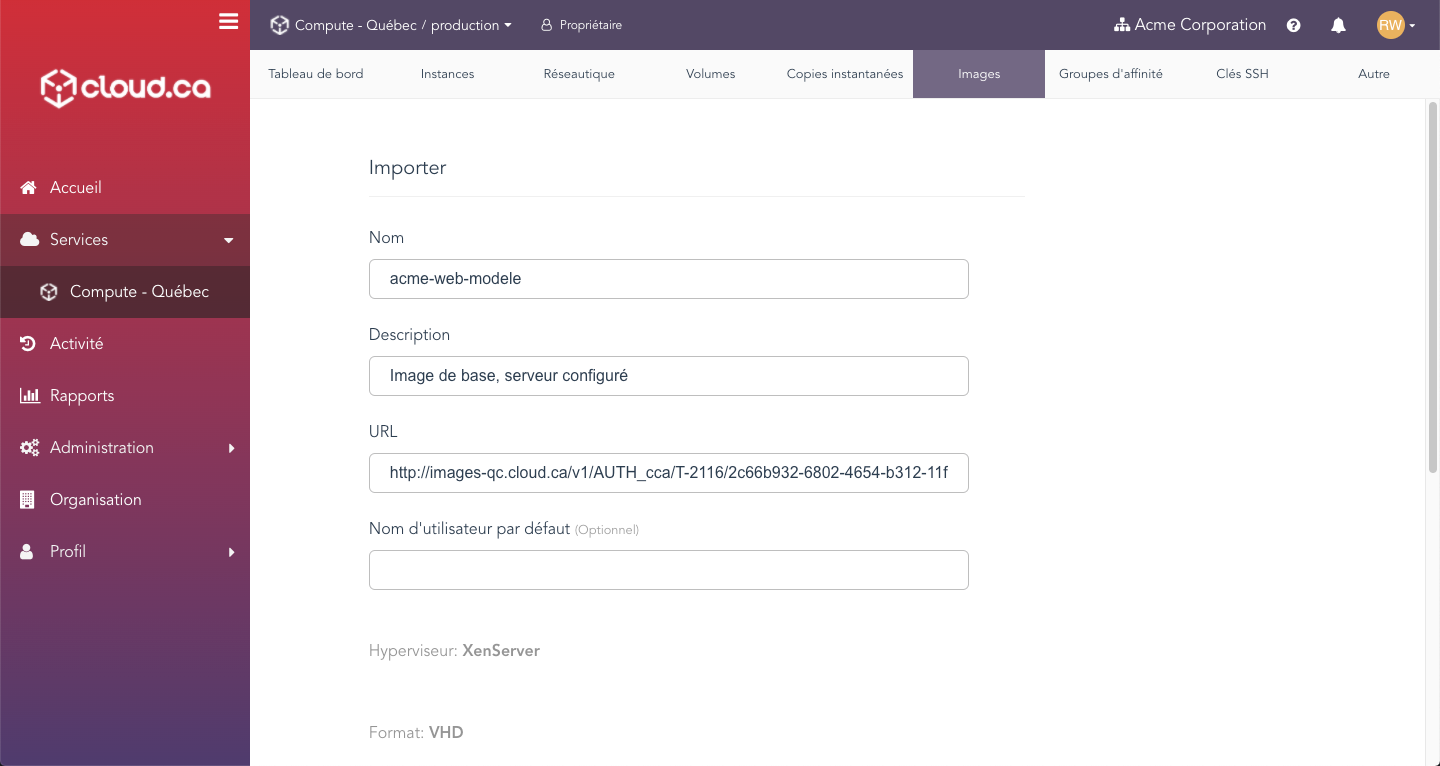 Compute - Québec / production
Propriétaire
Acme Corporation
RW
cloud.ca
Tableau de bord
Instances
Réseautique
Volumes
Copies instantanées
Images
Groupes d'affinité
Clés SSH
Autre
Accueil
Services
Compute - Québec
Activité
Rapports
Administration
Organisation
Profil
Importer
Nom
acme-web-modele
Description
Image de base, serveur configuré
URL
http://images-qc.cloud.ca/v1/AUTH_cca/T-2116/2c66b932-6802-4654-b312-11f
Nom d'utilisateur par défaut (Optionnel)
Hyperviseur: XenServer
Format: VHD